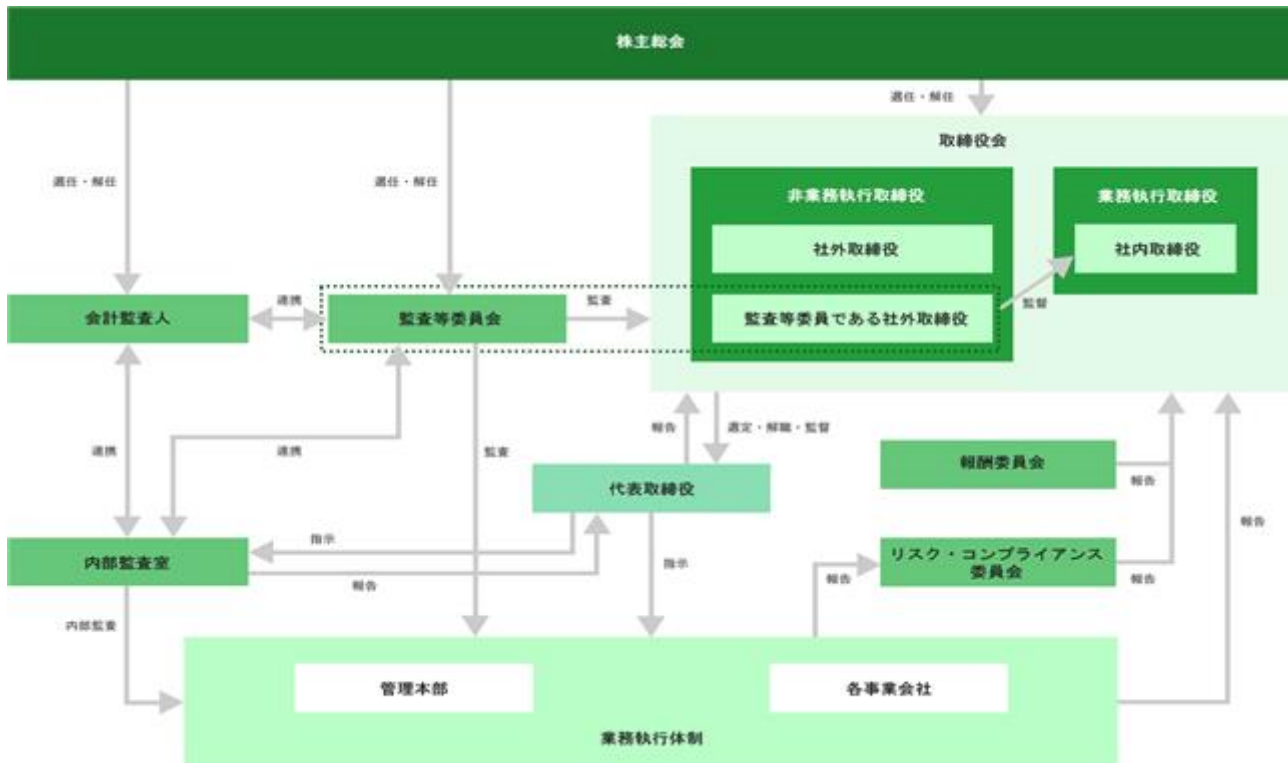 株主総会
選任・解任
選任・解任
選任・解任
取締役会
非業務執行取締役
業務執行取締役
社外取締役
社内取締役
会計監査人
連携
監査等委員会
監査
監査等委員である社外取締役
監督
連携
連携
監査
報告
選定・解職・監督
代表取締役
報酬委員会
報告
報告
内部監査室
指示
報告
指示
報告
リスク・コンプライアンス
委員会
報告
内部監査
管理本部
各事業会社
業務執行体制